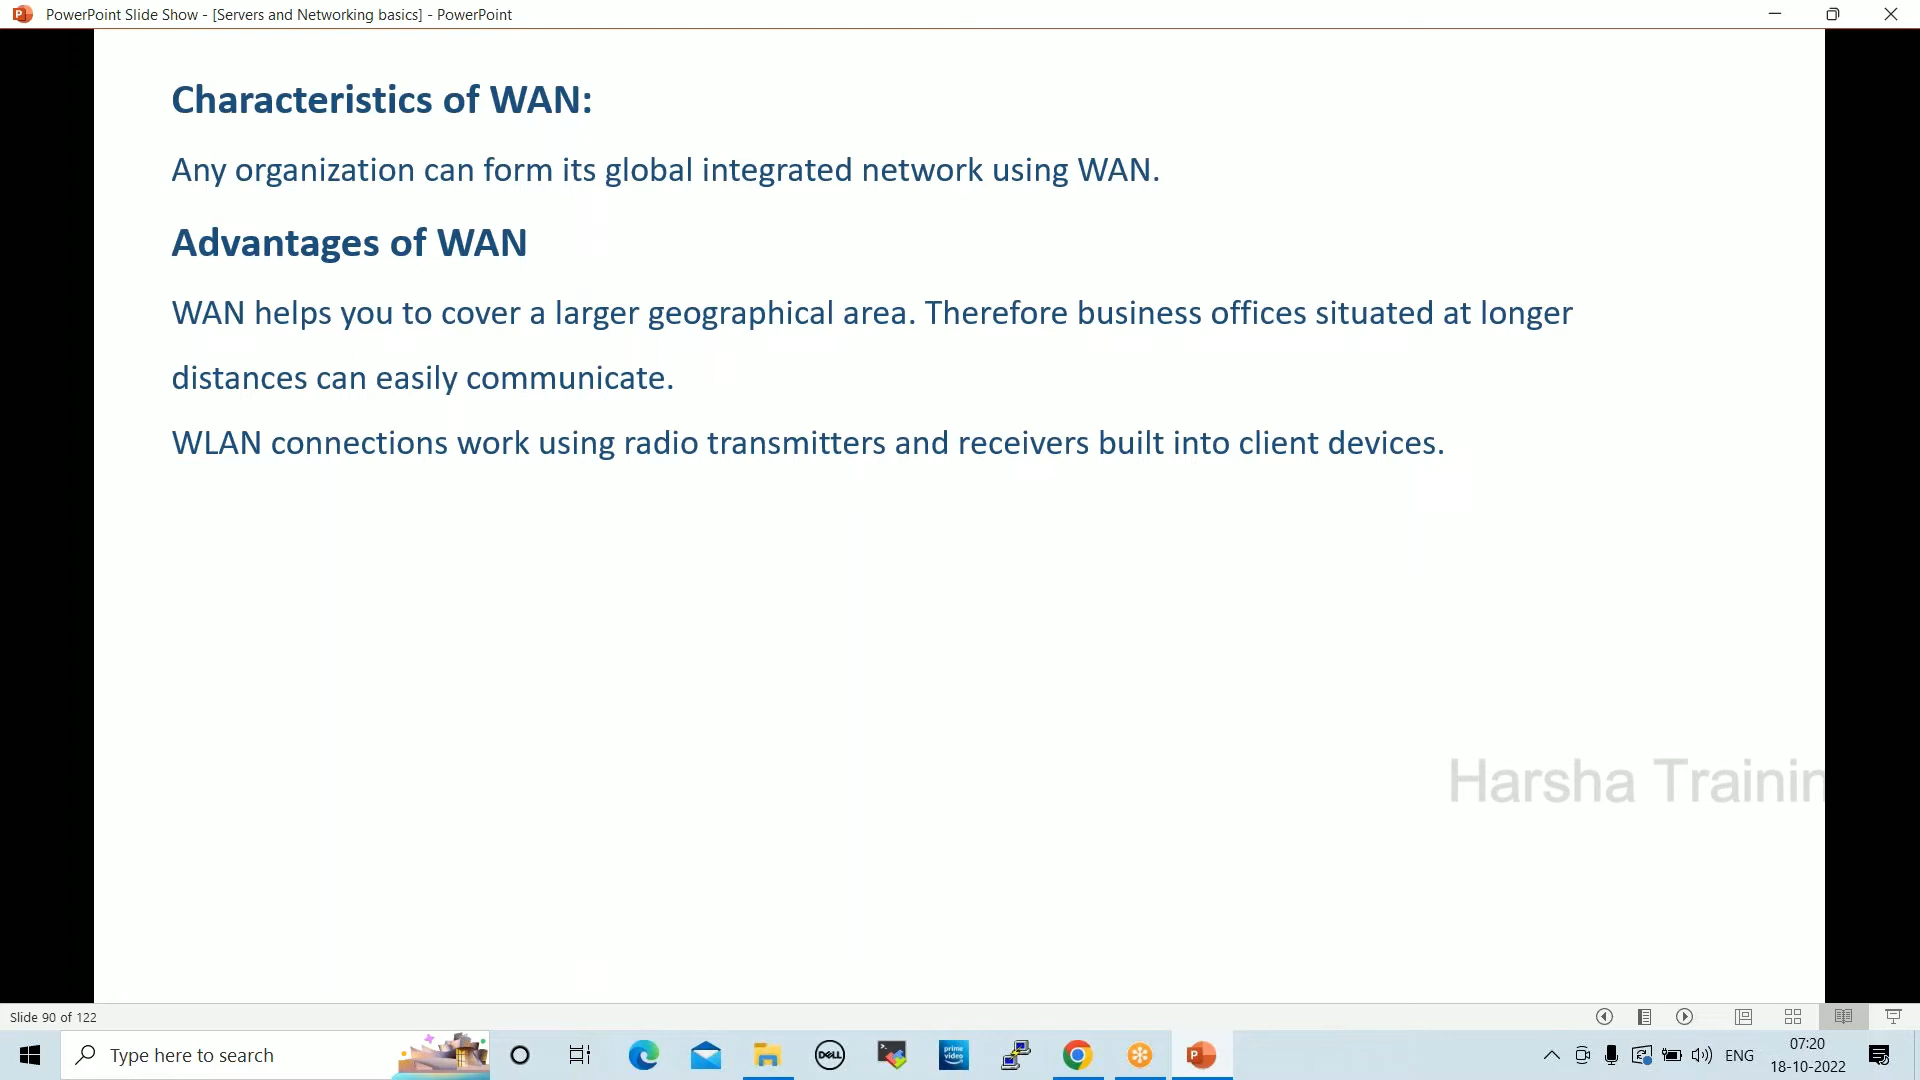 PowerPoint Slide Show - [Servers and Networking basics] - PowerPoint
Characteristics of WAN:
Any organization can form its global integrated network using WAN.
Advantages of WAN
WAN helps you to cover a larger geographical area. Therefore business offices situated at longer
distances can easily communicate.
WLAN connections work using radio transmitters and receivers built into client devices.
Harsha Trainin
Slide 90 of 122
Type here to search
DELL
prime
video
ENG
07:20
18-10-2022